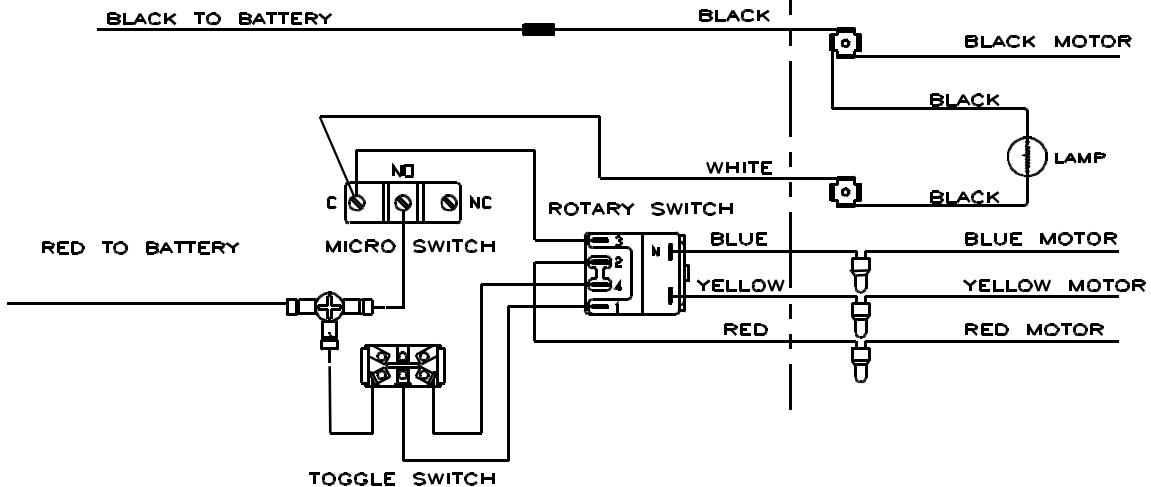 BLACK TO BATTERY
BLACK
BLACK MOTOR
BLACK
LAMP
WHITE
NO
C
NC
BLACK
ROTARY SWITCH
RED TO BATTERY
MICRO SWITCH
3
N
BLUE
BLUE MOTOR
2
4
YELLOW
YELLOW MOTOR
1
RED
RED MOTOR
TOGGLE SWITCH